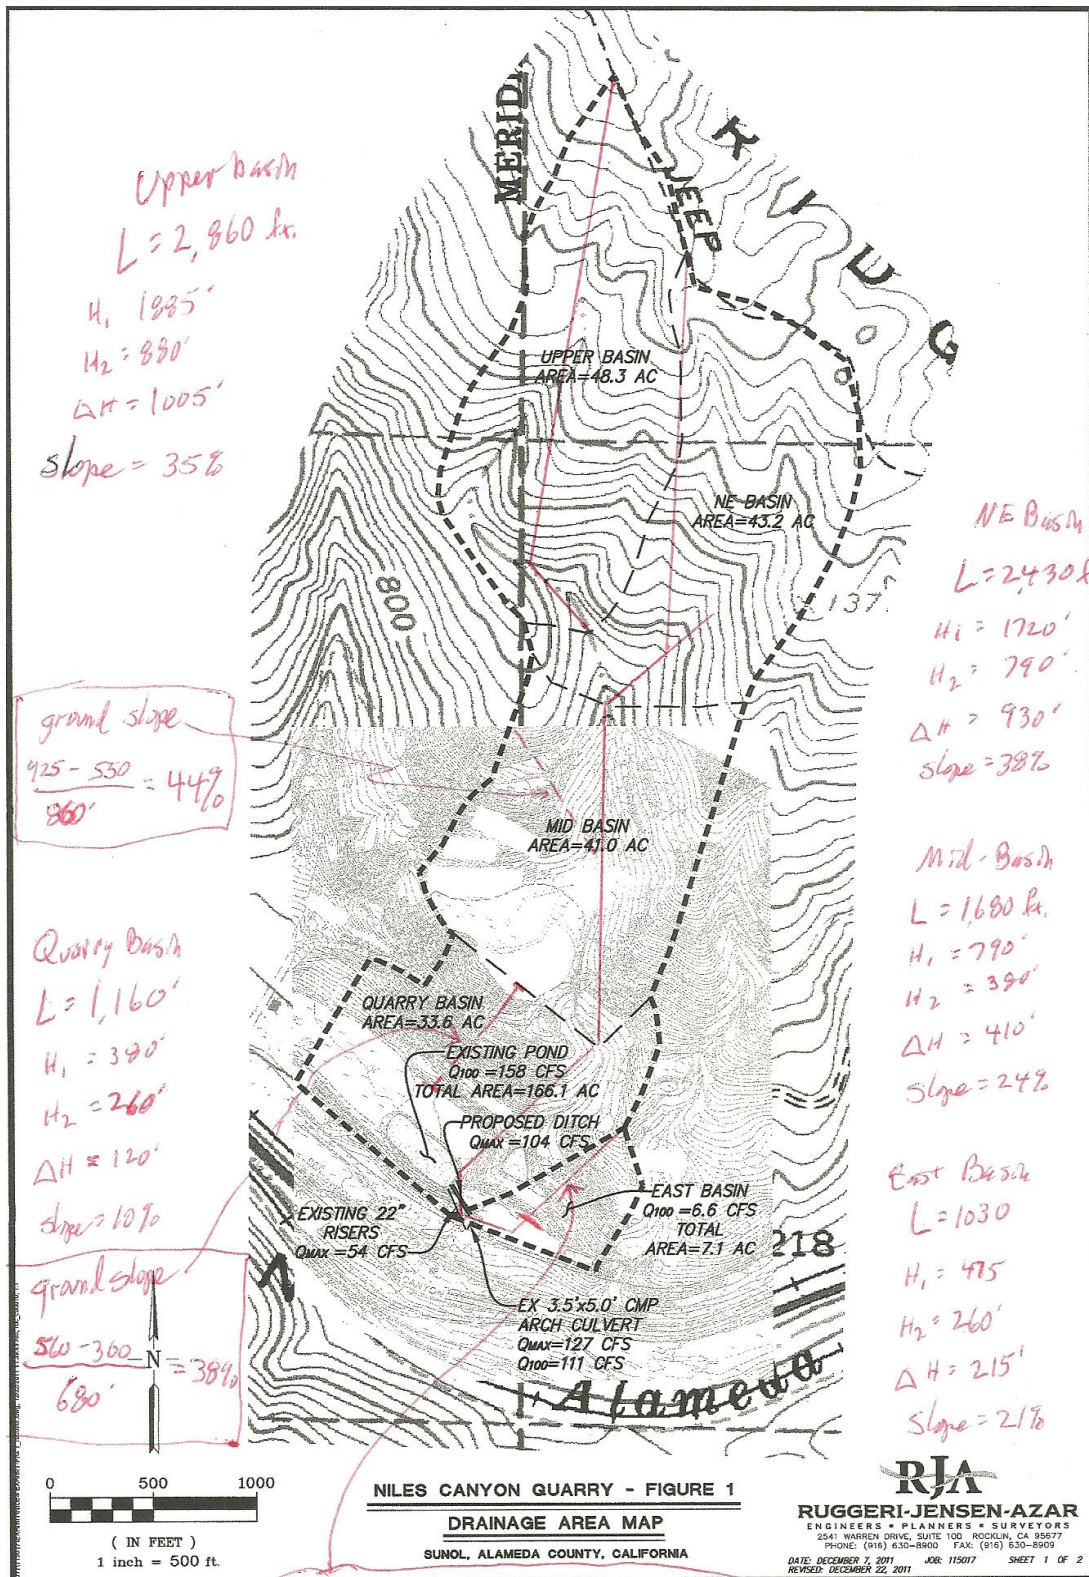 MERIDI
RIDG
JEEP
Upper basin
L = 2,860 ft.
H1 1885'
H2 = 880'
ΔH = 1005'
slope = 35%
UPPER BASIN
AREA=48.3 AC
NE BASIN
AREA=43.2 AC
800
137
NE Basin
L = 2430
H1 = 1720'
H2 = 790'
ΔH = 930'
slope = 38%
ground slope
925 - 550
860'
= 44%
MID BASIN
AREA=41.0 AC
Mid-Basin
L = 1,680 ft.
H1 = 790'
H2 = 380'
ΔH = 410'
Slope = 24%
Quarry Basin
L = 1,160'
H1 = 380'
H2 = 260'
ΔH = 120'
slope = 10%
QUARRY BASIN
AREA=33.6 AC
EXISTING POND
Q100 =158 CFS
TOTAL AREA=166.1 AC
PROPOSED DITCH
QMAX =104 CFS
EXISTING 22"
RISERS
QMAX =54 CFS
EAST BASIN
Q100 =6.6 CFS
TOTAL
AREA=7.1 AC
218
East Basin
L = 1030
H1 = 475
H2 = 260'
ΔH = 215'
Slope = 21%
EX 3.5'x5.0' CMP
ARCH CULVERT
QMAX=127 CFS
Q100=111 CFS
Alameda
ground slope
560 - 300
680'
= 38%
N
0 500 1000
( IN FEET )
1 inch = 500 ft.
NILES CANYON QUARRY - FIGURE 1
DRAINAGE AREA MAP
SUNOL, ALAMEDA COUNTY, CALIFORNIA
RJA
RUGGERI-JENSEN-AZAR
ENGINEERS • PLANNERS • SURVEYORS
2541 WARREN DRIVE, SUITE 100 ROCKLIN, CA 95677
PHONE: (916) 630-8900 FAX: (916) 630-8909
DATE: DECEMBER 7, 2011 JOB: 115017 SHEET 1 OF 2
REVISED: DECEMBER 22, 2011